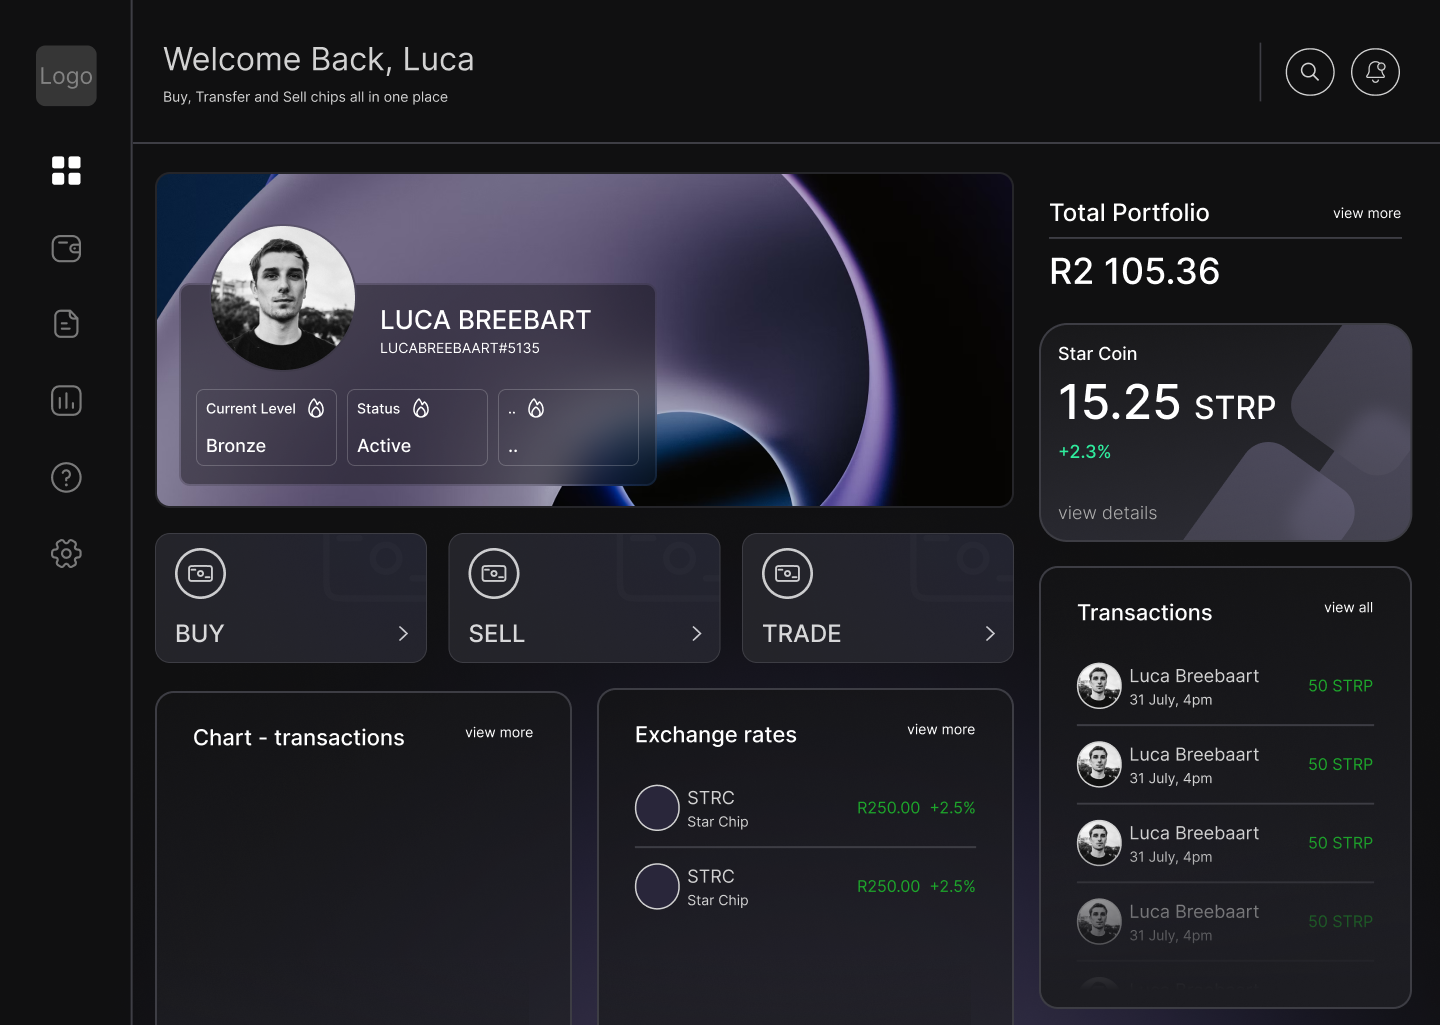 Logo
Welcome Back, Luca
Buy, Transfer and Sell chips all in one place
LUCA BREEBART
LUCABREEBAART#5135
Current Level
Bronze
Status
Active
..
..
BUY
SELL
TRADE
Chart - transactions
view more
Exchange rates
view more
STRC
Star Chip
R250.00 +2.5%
STRC
Star Chip
R250.00 +2.5%
Total Portfolio
view more
R2 105.36
Star Coin
15.25 STRP
+2.3%
view details
Transactions
view all
Luca Breebaart
31 July, 4pm
50 STRP
Luca Breebaart
31 July, 4pm
50 STRP
Luca Breebaart
31 July, 4pm
50 STRP
Luca Breebaart
31 July, 4pm
50 STRP